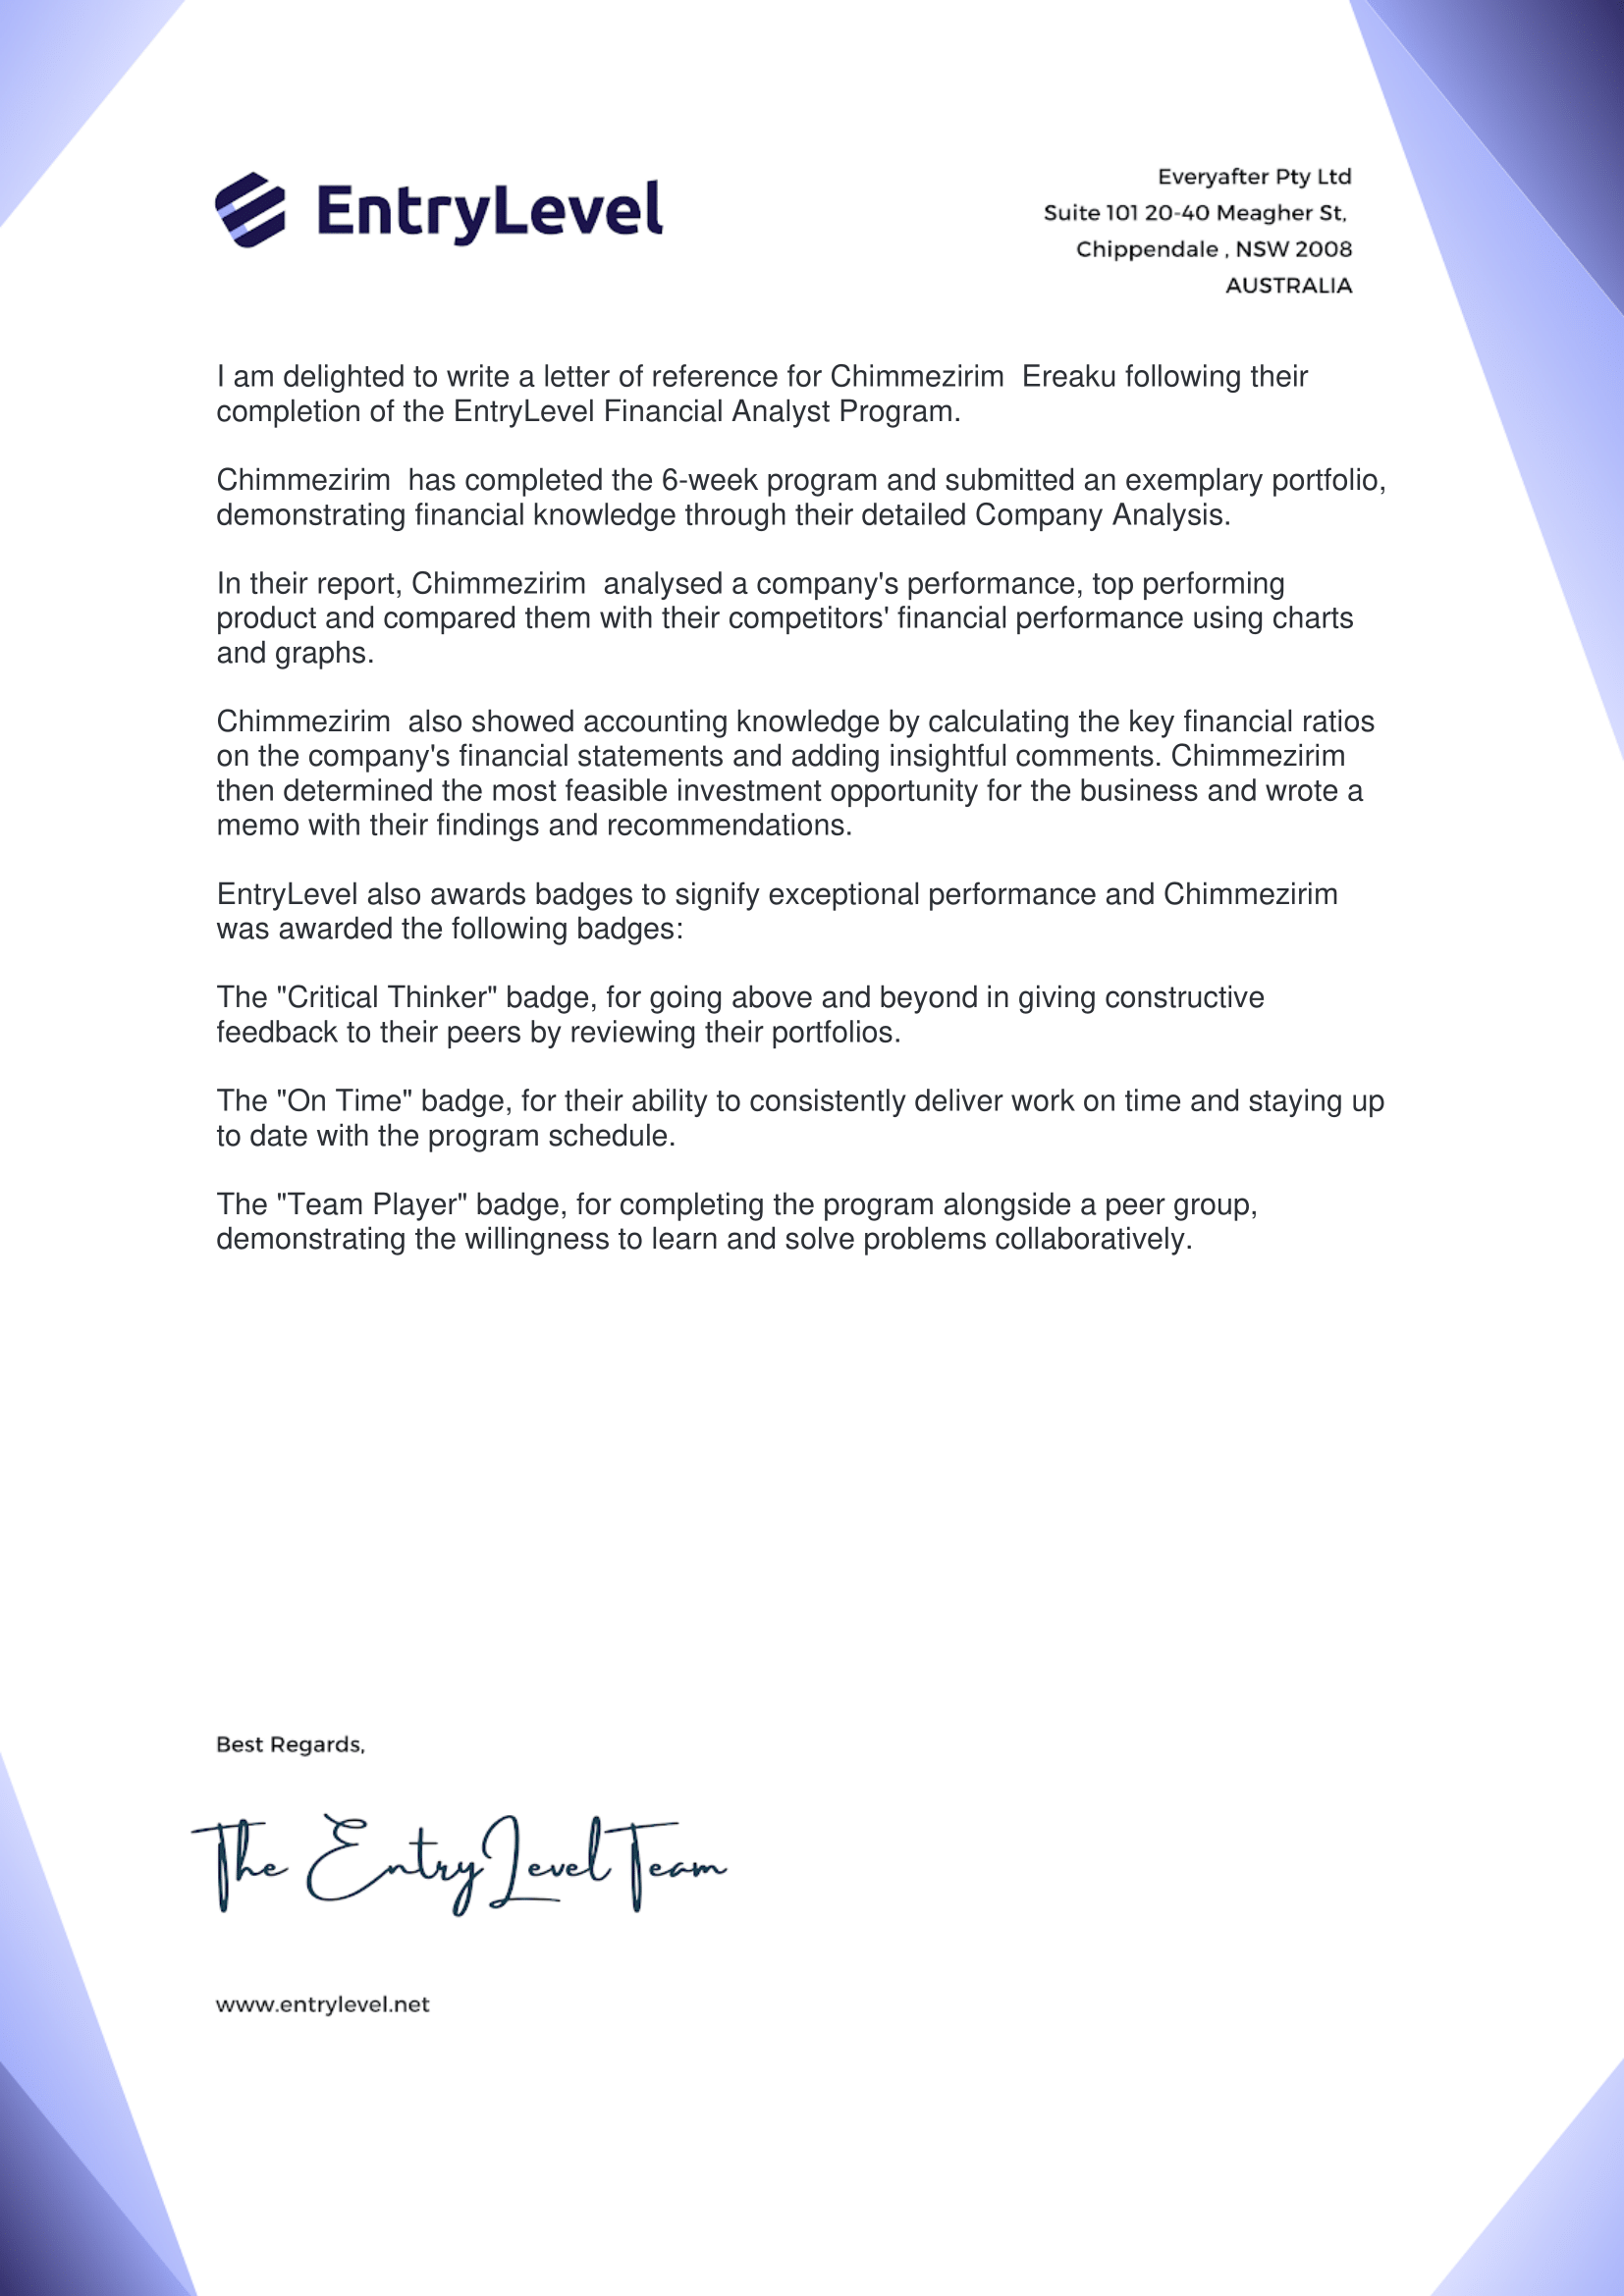 EntryLevel
Everyafter Pty Ltd
Suite 101 20-40 Meagher St,
Chippendale , NSW 2008
AUSTRALIA
I am delighted to write a letter of reference for Chimmezirim  Ereaku following their
completion of the EntryLevel Financial Analyst Program.
Chimmezirim  has completed the 6-week program and submitted an exemplary portfolio,
demonstrating financial knowledge through their detailed Company Analysis.
In their report, Chimmezirim  analysed a company's performance, top performing
product and compared them with their competitors' financial performance using charts
and graphs.
Chimmezirim  also showed accounting knowledge by calculating the key financial ratios
on the company's financial statements and adding insightful comments. Chimmezirim
then determined the most feasible investment opportunity for the business and wrote a
memo with their findings and recommendations.
EntryLevel also awards badges to signify exceptional performance and Chimmezirim
was awarded the following badges:
The "Critical Thinker" badge, for going above and beyond in giving constructive
feedback to their peers by reviewing their portfolios.
The "On Time" badge, for their ability to consistently deliver work on time and staying up
to date with the program schedule.
The "Team Player" badge, for completing the program alongside a peer group,
demonstrating the willingness to learn and solve problems collaboratively.
Best Regards,
The EntryLevel Team
www.entrylevel.net